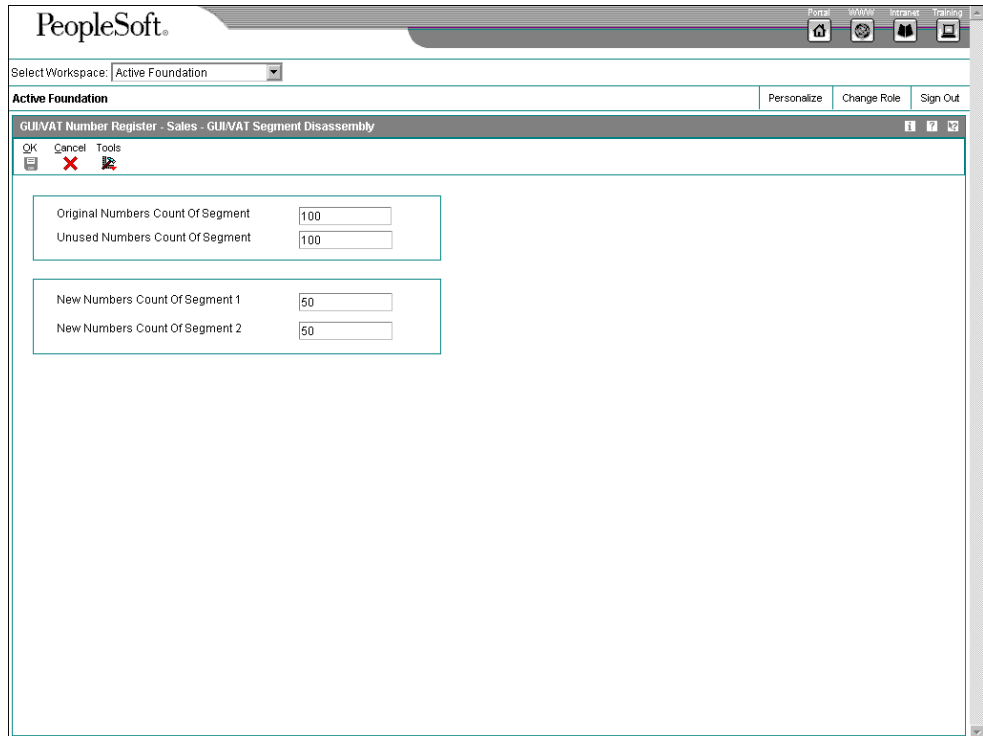 PeopleSoft.
Portal WWW Intranet Training
Select Workspace: Active Foundation
Active Foundation Personalize Change Role Sign Out
GUI/VAT Number Register - Sales - GUI/VAT Segment Disassembly
OK Cancel Tools
Original Numbers Count Of Segment 100
Unused Numbers Count Of Segment 100
New Numbers Count Of Segment 1 50
New Numbers Count Of Segment 2 50